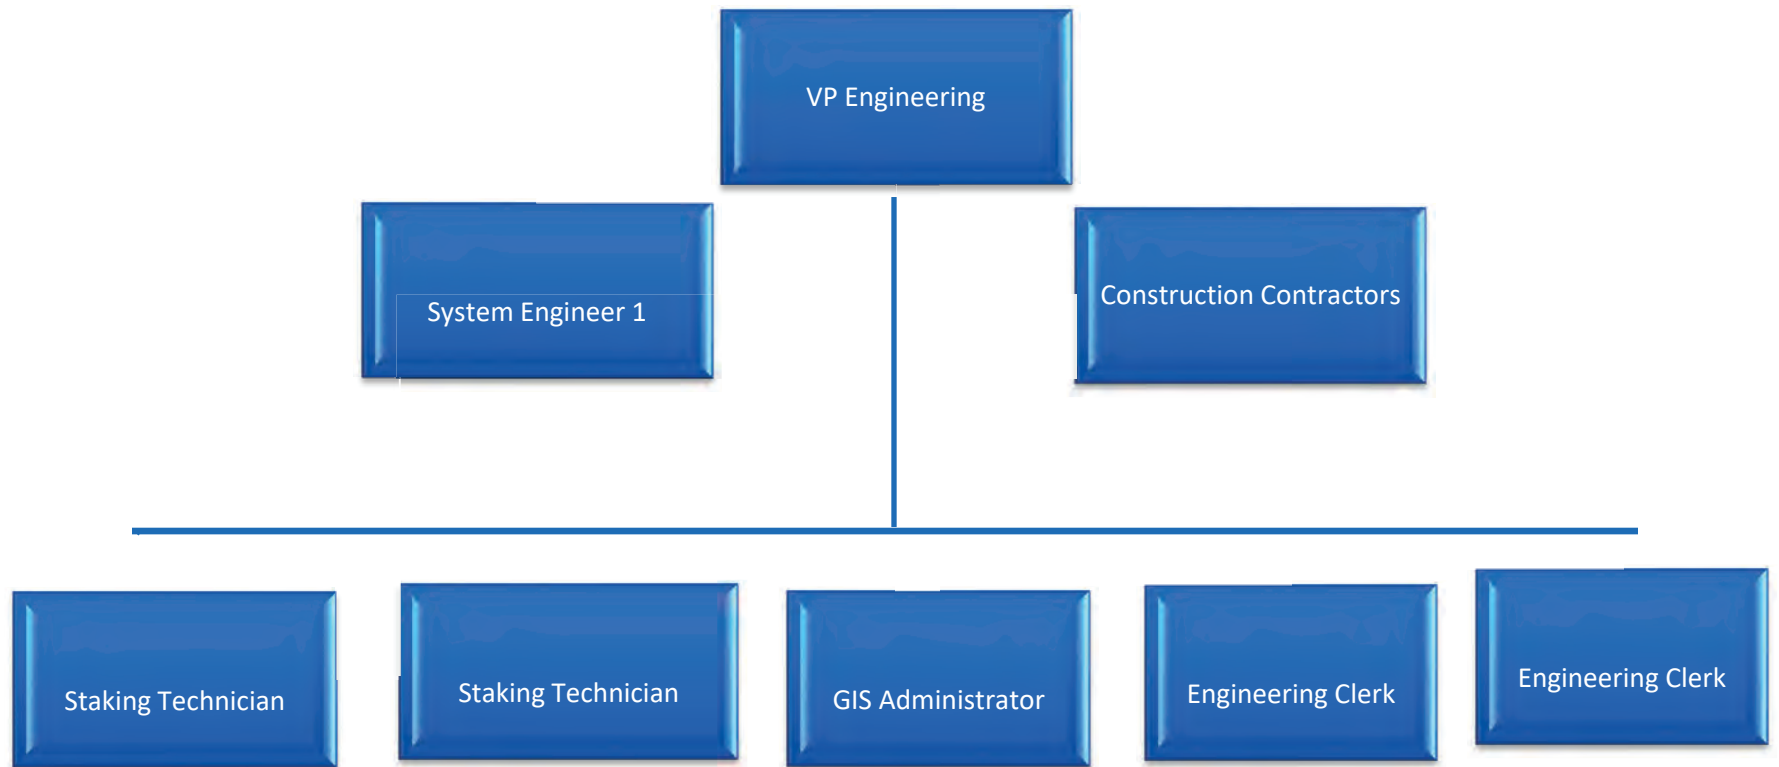 VP Engineering
System Engineer 1
Construction Contractors
Staking Technician
Staking Technician
GIS Administrator
Engineering Clerk
Engineering Clerk